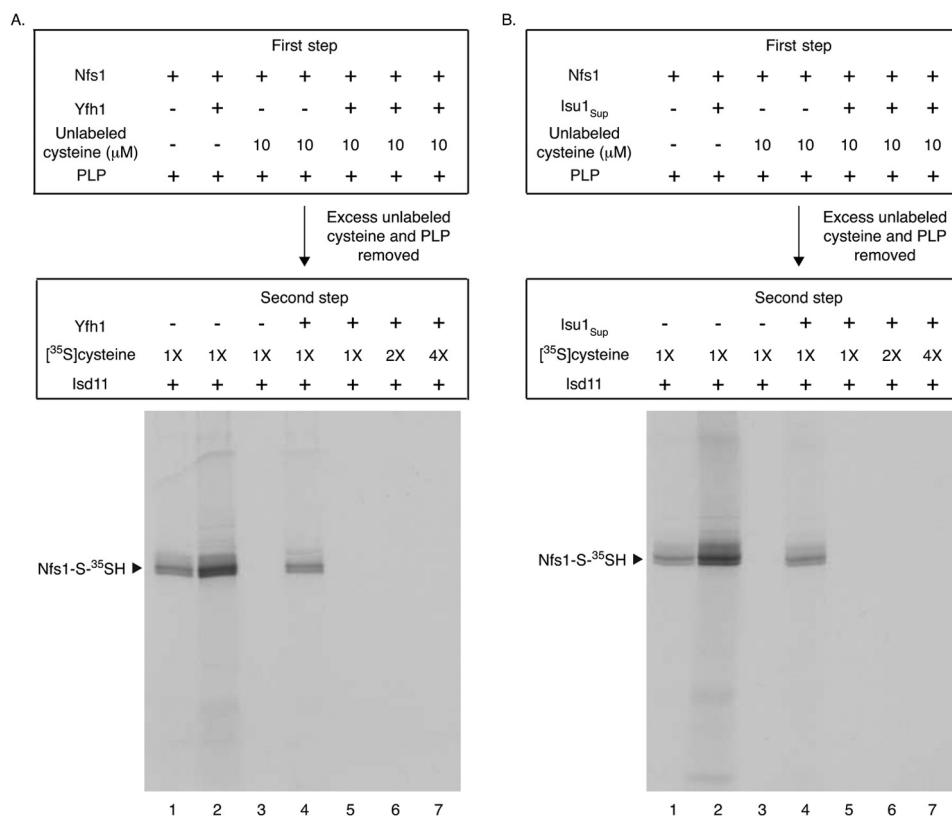 A.
First step
Nfs1 + + + + + + +
Yfh1 - + - - + + +
Unlabeled
cysteine (μM) - - 10 10 10 10 10
PLP + + + + + + +
Excess unlabeled
cysteine and PLP
removed
Second step
Yfh1 - - - + + + +
[35S]cysteine 1X 1X 1X 1X 1X 2X 4X
Isd11 + + + + + + +
Nfs1-S-35SH
1 2 3 4 5 6 7
B.
First step
Nfs1 + + + + + + +
Isu1Sup - + - - + + +
Unlabeled
cysteine (μM) - - 10 10 10 10 10
PLP + + + + + + +
Excess unlabeled
cysteine and PLP
removed
Second step
Isu1Sup - - - + + + +
[35S]cysteine 1X 1X 1X 1X 1X 2X 4X
Isd11 + + + + + + +
Nfs1-S-35SH
1 2 3 4 5 6 7